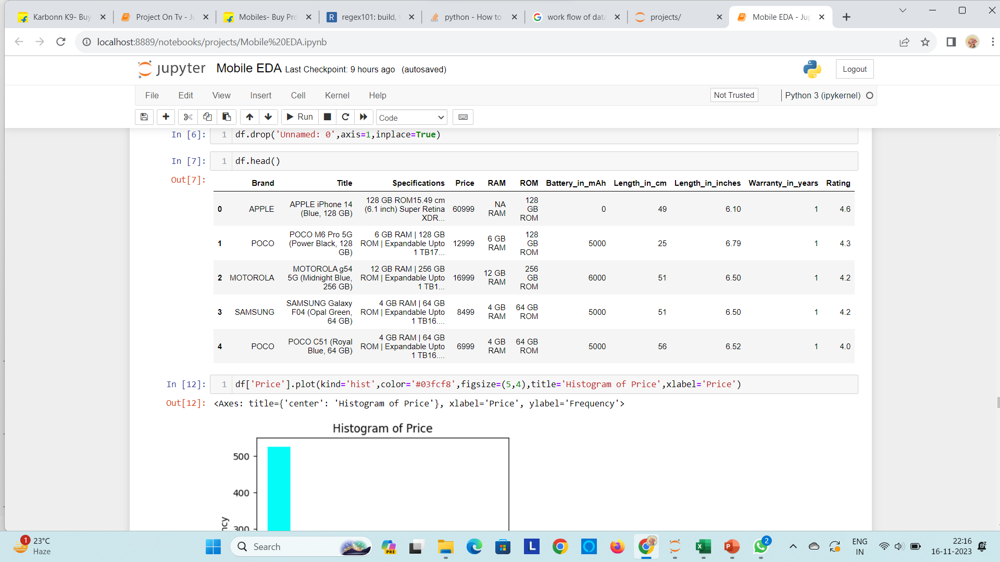 Karbonn K9- Buy
Project On Tv - Ju
Mobiles- Buy Pro
regex101: build, t
python - How to
work flow of data
projects/
Mobile EDA - Jup
localhost:8889/notebooks/projects/Mobile%20EDA.ipynb
jupyter Mobile EDA Last Checkpoint: 9 hours ago (autosaved)
Logout
File Edit View Insert Cell Kernel Help
Not Trusted
Python 3 (ipykernel)
Run
Code
In [6]: 1 df.drop('Unnamed: 0',axis=1,inplace=True)
In [7]: 1 df.head()
Out[7]:
Brand Title Specifications Price RAM ROM Battery_in_mAh Length_in_cm Length_in_inches Warranty_in_years Rating
0 APPLE APPLE iPhone 14 (Blue, 128 GB) 128 GB ROM15.49 cm (6.1 inch) Super Retina XDR... 60999 NA RAM 128 GB ROM 0 49 6.10 1 4.6
1 POCO POCO M6 Pro 5G (Power Black, 128 GB) 6 GB RAM | 128 GB ROM | Expandable Upto 1 TB17... 12999 6 GB RAM 128 GB ROM 5000 25 6.79 1 4.3
2 MOTOROLA MOTOROLA g54 5G (Midnight Blue, 256 GB) 12 GB RAM | 256 GB ROM | Expandable Upto 1 TB1... 16999 12 GB RAM 256 GB ROM 6000 51 6.50 1 4.2
3 SAMSUNG SAMSUNG Galaxy F04 (Opal Green, 64 GB) 4 GB RAM | 64 GB ROM | Expandable Upto 1 TB16.... 8499 4 GB RAM 64 GB ROM 5000 51 6.50 1 4.2
4 POCO POCO C51 (Royal Blue, 64 GB) 4 GB RAM | 64 GB ROM | Expandable Upto 1 TB16.... 6999 4 GB RAM 64 GB ROM 5000 56 6.52 1 4.0
In [12]: 1 df['Price'].plot(kind='hist',color='#03fcf8',figsize=(5,4),title='Histogram of Price',xlabel='Price')
Out[12]: <Axes: title={'center': 'Histogram of Price'}, xlabel='Price', ylabel='Frequency'>
Histogram of Price
500
400
300
ncy
1
23°C
Haze
Search
PRE
L
2
ENG
IN
22:16
16-11-2023